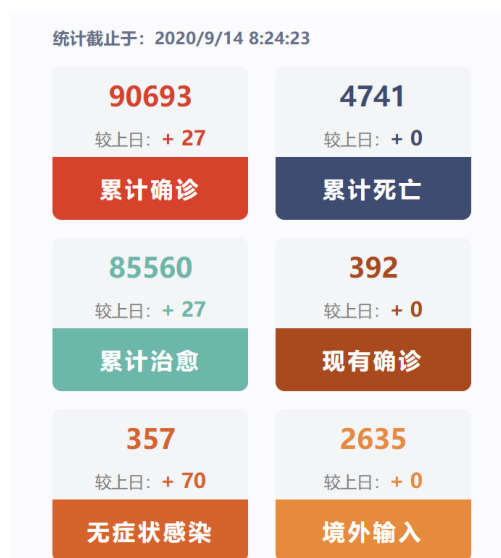 统计截止于：2020/9/14 8:24:23
90693
较上日：+ 27
累计确诊
4741
较上日：+ 0
累计死亡
85560
较上日：+ 27
累计治愈
392
较上日：+ 0
现有确诊
357
较上日：+ 70
无症状感染
2635
较上日：+ 0
境外输入